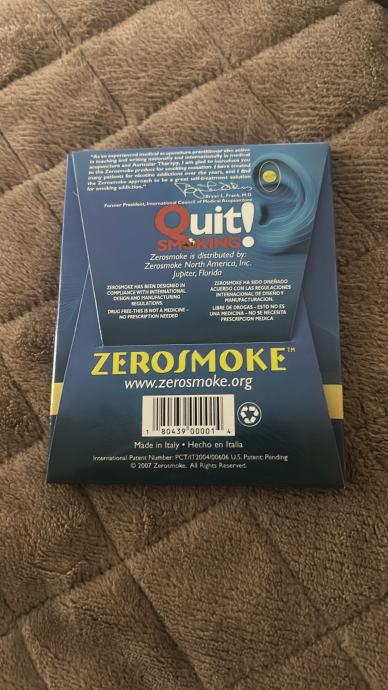 "As an experienced medical acupuncture practitioner also active
in teaching and writing nationally and internationally in medical
acupuncture and Auricular Therapy, I am glad to introduce you
to the Zerosmoke product for smoking cessation. I have treated
many patients for nicotine addictions over the years, and I find
the Zerosmoke approach to be a great self-treatment solution
for smoking addiction."
Bryan L. Frank, M.D.
Former President, International Council of Medical Acupuncture
Quit!
SMOKING
Zerosmoke is distributed by:
Zerosmoke North America, Inc.
Jupiter, Florida
ZEROSMOKE HAS BEEN DESIGNED IN
COMPLIANCE WITH INTERNATIONAL
DESIGN AND MANUFACTURING
REGULATIONS.
DRUG FREE-THIS IS NOT A MEDICINE -
NO PRESCRIPTION NEEDED
ZEROSMOKE HA SIDO DISEÑADO
ACUERDO CON LAS REGULACIONES
INTERNACIONAL DE DISEÑO Y
MANUFACTURACION.
LIBRE DE DROGAS - ESTO NO ES
UNA MEDICINA - NO SE NECESITA
PRESCRIPCION MEDICA
ZEROSMOKE™
www.zerosmoke.org
1 80439 00001 4
Made in Italy • Hecho en Italia
International Patent Number: PCT/IT2004/00606 U.S. Patent: Pending
© 2007 Zerosmoke. All Rights Reserved.